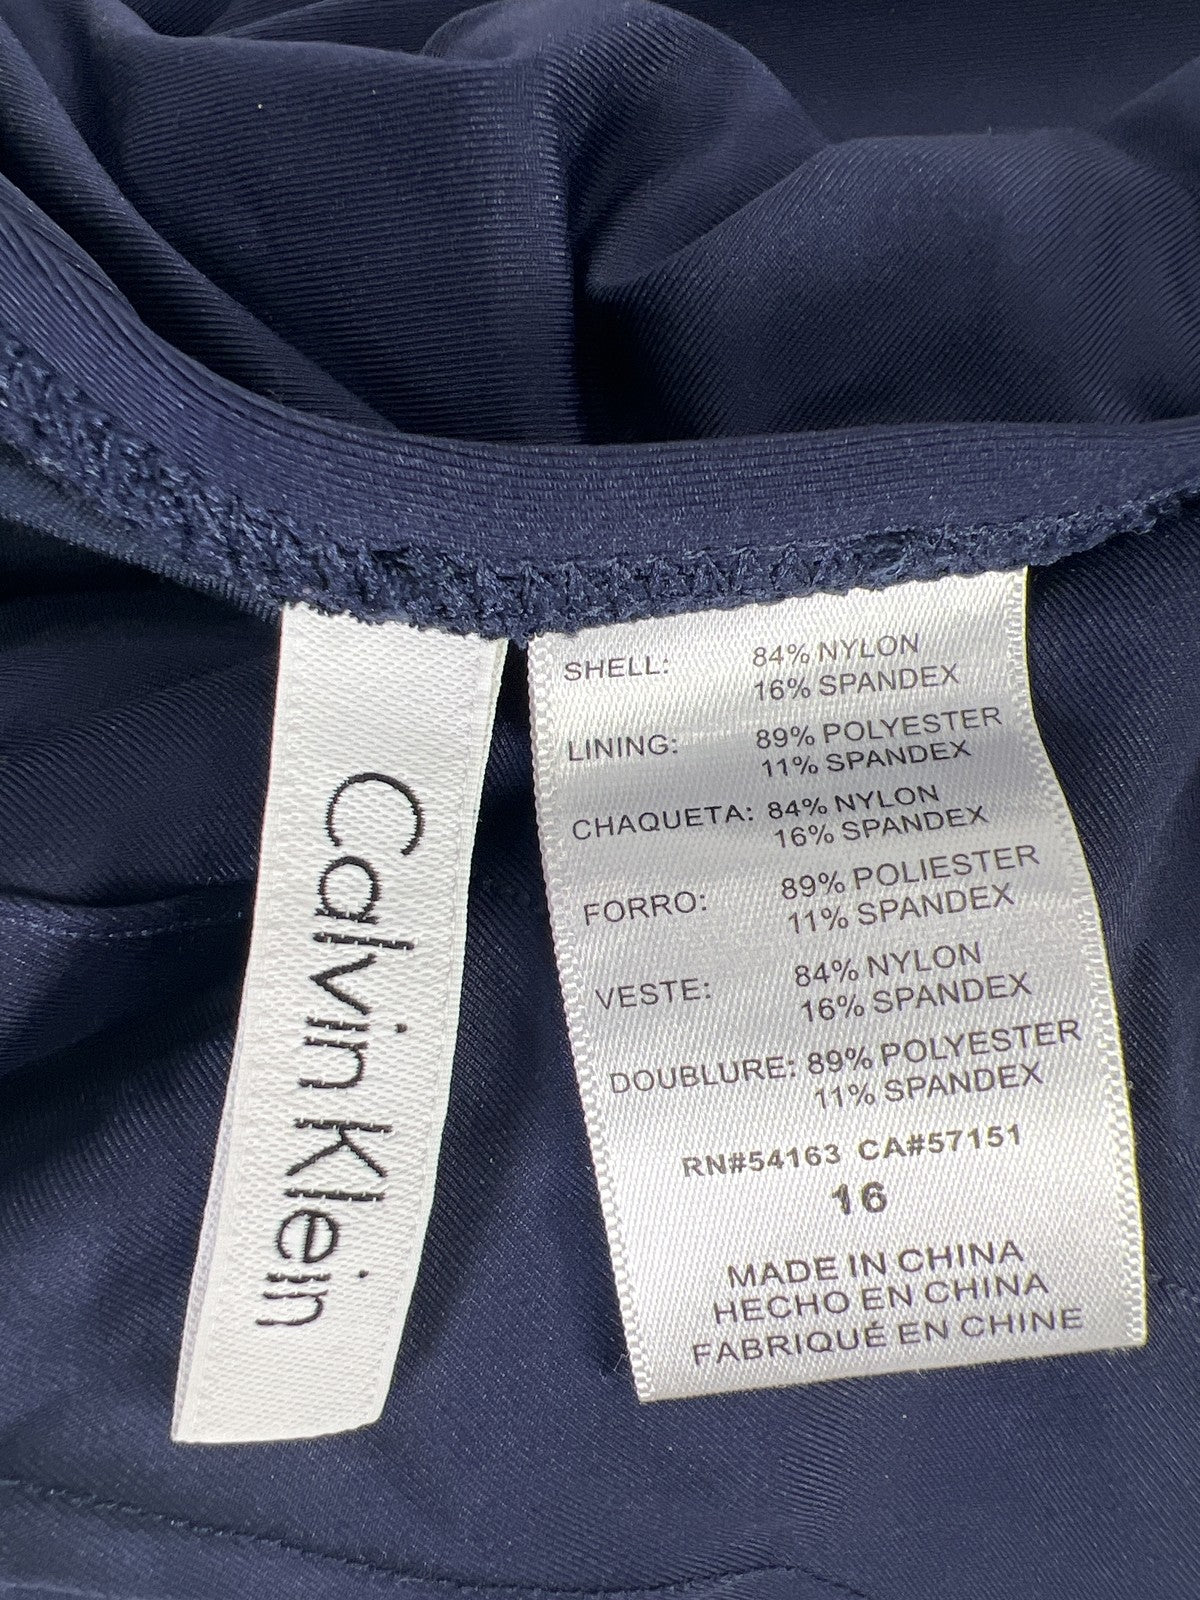 Calvin Klein
SHELL: 84% NYLON
16% SPANDEX
LINING: 89% POLYESTER
11% SPANDEX
CHAQUETA: 84% NYLON
16% SPANDEX
FORRO: 89% POLIESTER
11% SPANDEX
VESTE: 84% NYLON
16% SPANDEX
DOUBLURE: 89% POLYESTER
11% SPANDEX
RN#54163 CA#57151
16
MADE IN CHINA
HECHO EN CHINA
FABRIQUÉ EN CHINE